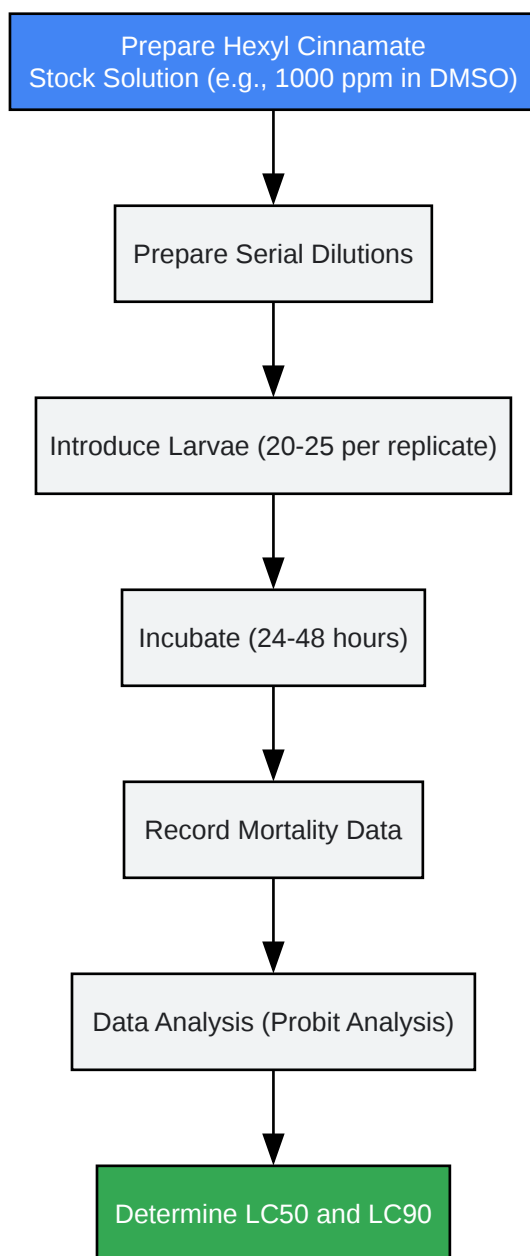 Prepare Hexyl Cinnamate
Stock Solution (e.g., 1000 ppm in DMSO)
Prepare Serial Dilutions
Introduce Larvae (20-25 per replicate)
Incubate (24-48 hours)
Record Mortality Data
Data Analysis (Probit Analysis)
Determine LC50 and LC90